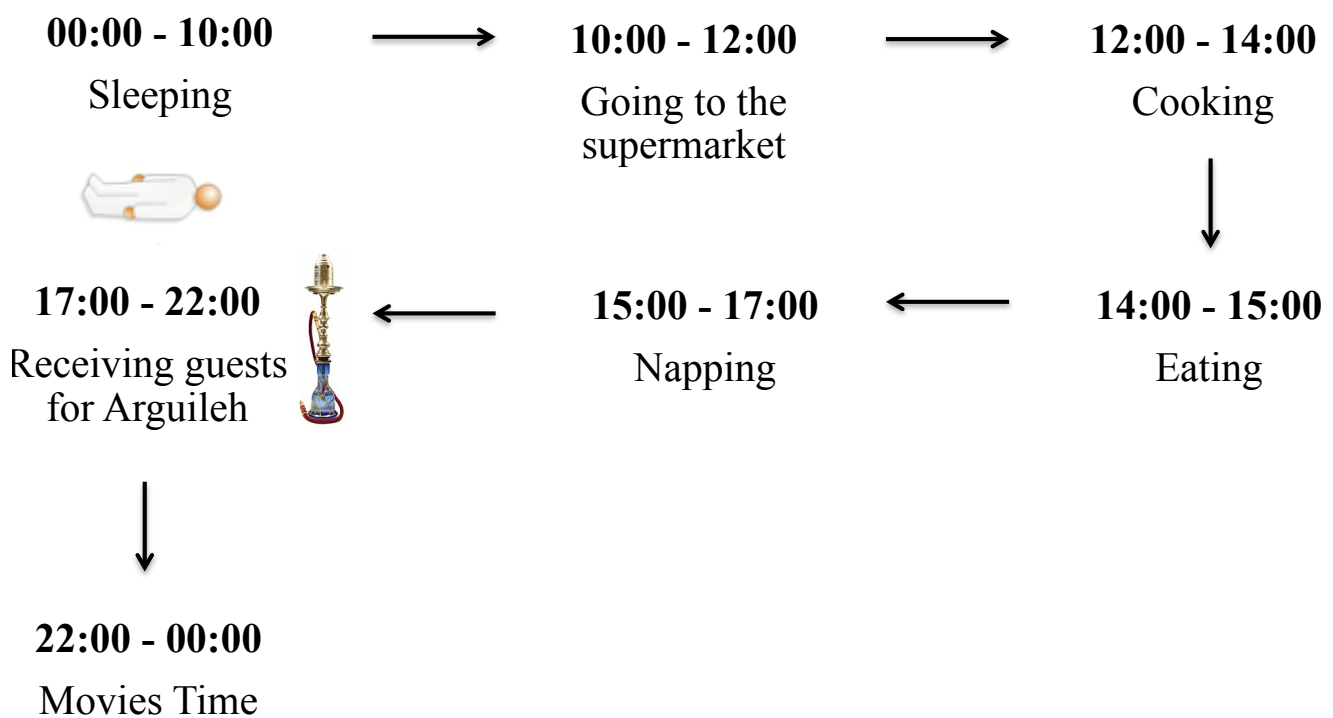 00:00 - 10:00
Sleeping
10:00 - 12:00
Going to the
supermarket
12:00 - 14:00
Cooking
14:00 - 15:00
Eating
15:00 - 17:00
Napping
17:00 - 22:00
Receiving guests
for Arguileh
22:00 - 00:00
Movies Time